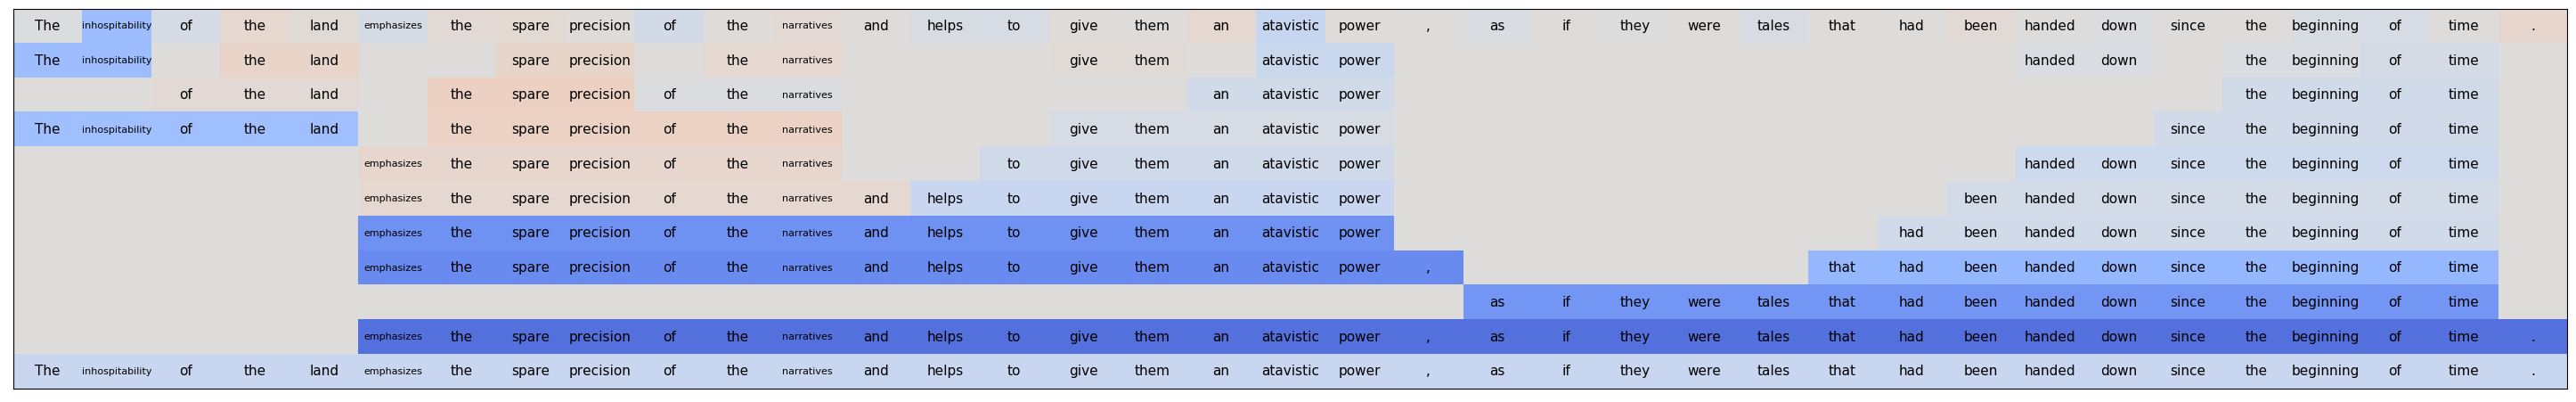 The inhospitability of the land emphasizes the spare precision of the narratives and helps to give them an atavistic power , as if they were tales that had been handed down since the beginning of time .
The inhospitability the land spare precision the narratives give them atavistic power handed down the beginning of time
of the land the spare precision of the narratives an atavistic power the beginning of time
The inhospitability of the land the spare precision of the narratives give them an atavistic power since the beginning of time
emphasizes the spare precision of the narratives to give them an atavistic power handed down since the beginning of time
emphasizes the spare precision of the narratives and helps to give them an atavistic power been handed down since the beginning of time
emphasizes the spare precision of the narratives and helps to give them an atavistic power had been handed down since the beginning of time
emphasizes the spare precision of the narratives and helps to give them an atavistic power , that had been handed down since the beginning of time
as if they were tales that had been handed down since the beginning of time
emphasizes the spare precision of the narratives and helps to give them an atavistic power , as if they were tales that had been handed down since the beginning of time .
The inhospitability of the land emphasizes the spare precision of the narratives and helps to give them an atavistic power , as if they were tales that had been handed down since the beginning of time .